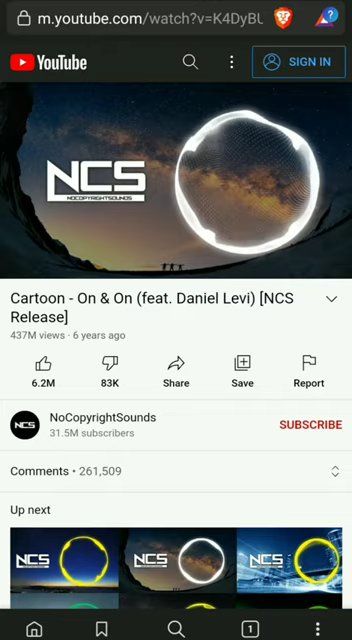 m.youtube.com/watch?v=K4DyBU
?
YouTube
SIGN IN
NCS
NOCOPYRIGHTSOUNDS
Cartoon - On & On (feat. Daniel Levi) [NCS
Release]
437M views · 6 years ago
6.2M 83K Share Save Report
NCS
NoCopyrightSounds
31.5M subscribers
SUBSCRIBE
Comments • 261,509
Up next
NCS NCS NCS
1